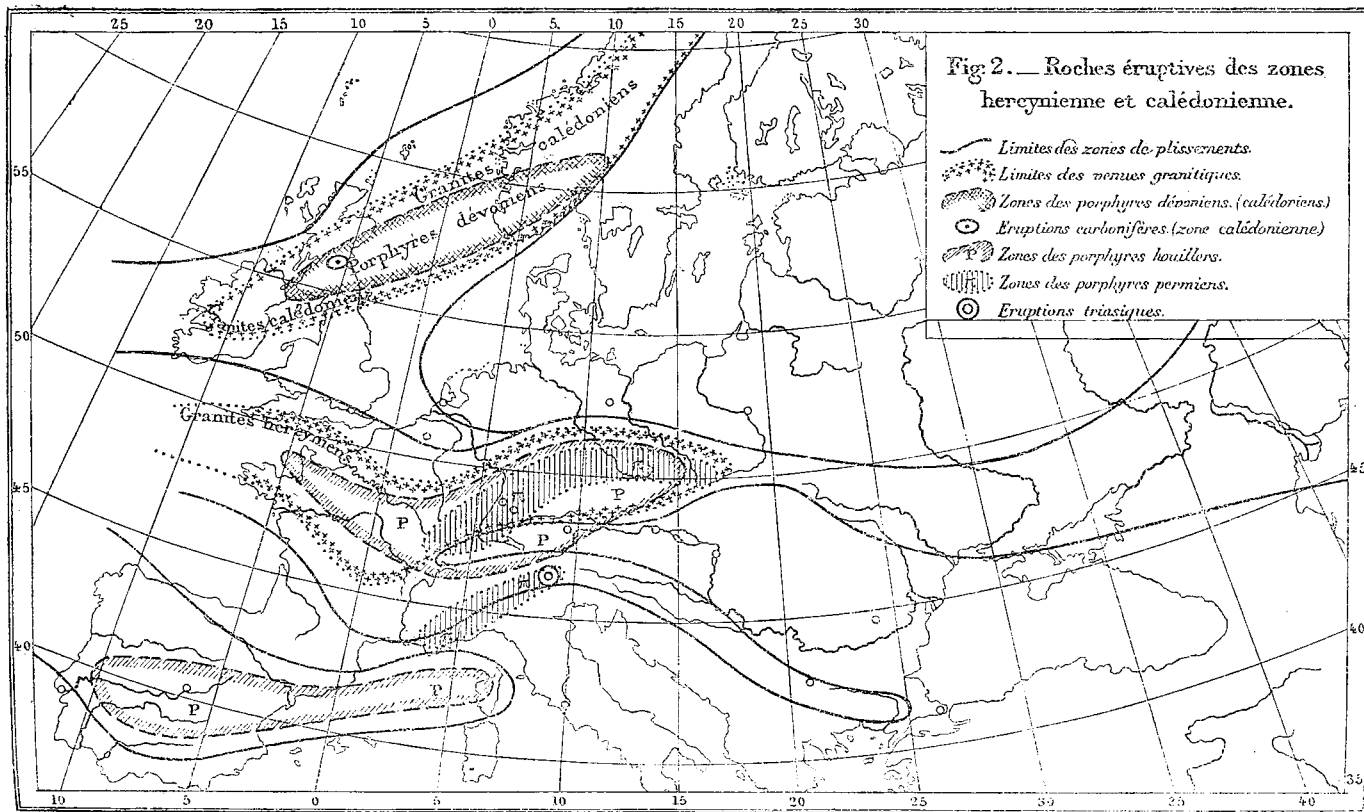 25 20 15 10 5 0 5. 10 15 20 25 30
Fig. 2. — Roches éruptives des zones
hercynienne et calédonienne.
Limites des zones de plissements.
Limites des venues granitiques.
Zones des porphyres dévoniens. (calédoniens)
Eruptions carbonifères. (zone calédonienne)
P Zones des porphyres houillers.
Zones des porphyres permiens.
Eruptions triasiques.
Granites calédoniens
Porphyres dévoniens
Granites calédoniens
Granites hercyniens
55
50
45
40
45
40
35
P
P
P
P
P
10 5 0 5 10 15 20 25 30 35 40